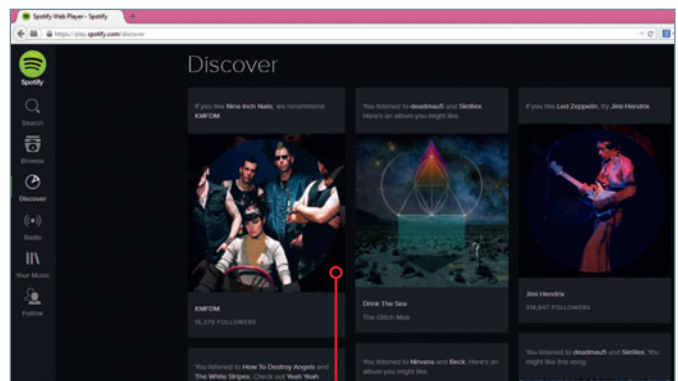 Spotify Web Player - Spotify
https://play.spotify.com/discover
Spotify
Search
Browse
Discover
Radio
Your Music
Follow
Discover
If you like Nine Inch Nails, we recommend
KMFDM.
KMFDM
15,379 FOLLOWERS
You listened to How To Destroy Angels and
The White Stripes. Check out Yeah Yeah
You listened to deadmau5 and Skrillex.
Here's an album you might like.
Drink The Sea
The Glitch Mob
You listened to Nirvana and Beck. Here's an
album you might like.
If you like Led Zeppelin, try Jimi Hendrix.
Jimi Hendrix
316,647 FOLLOWERS
You listened to deadmau5 and Skrillex. You
might like this song.